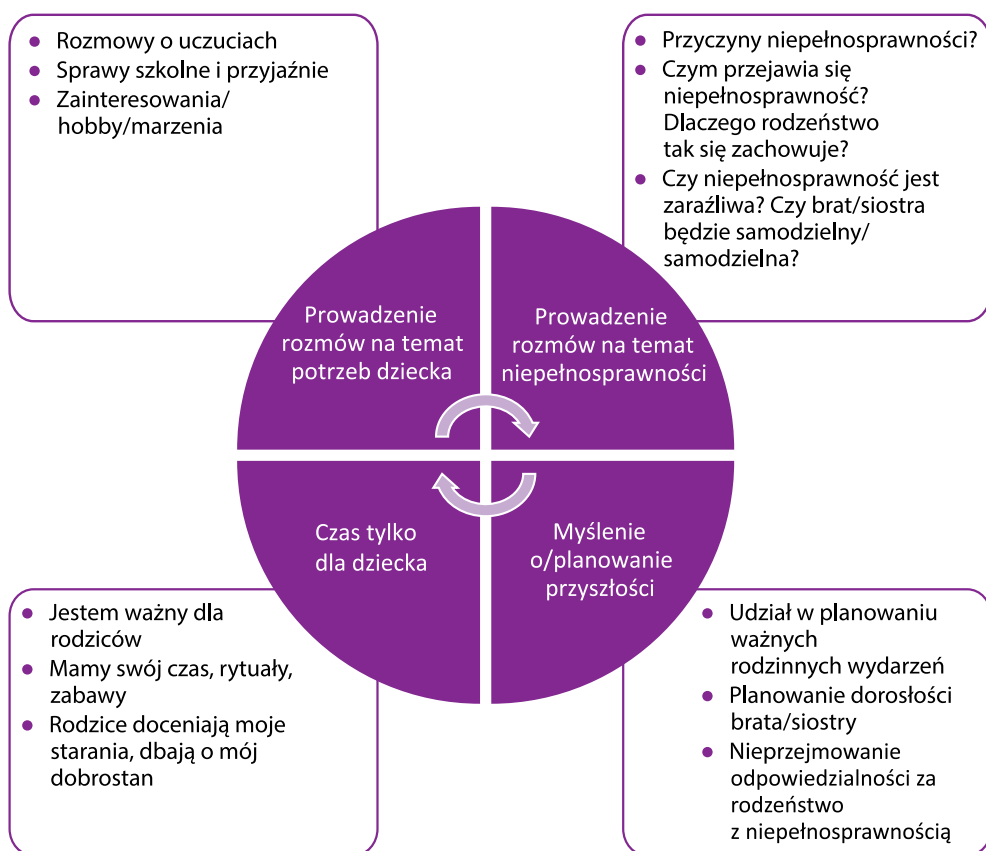 • Rozmowy o uczuciach
• Sprawy szkolne i przyjaźnie
• Zainteresowania/
hobby/marzenia
• Przyczyny niepełnosprawności?
• Czym przejawia się
niepełnosprawność?
Dlaczego rodzeństwo
tak się zachowuje?
• Czy niepełnosprawność jest
zaraźliwa? Czy brat/siostra
będzie samodzielny/
samodzielna?
Prowadzenie
rozmów na temat
potrzeb dziecka
Prowadzenie
rozmów na temat
niepełnosprawności
Czas tylko
dla dziecka
Myślenie
o/planowanie
przyszłości
• Jestem ważny dla
rodziców
• Mamy swój czas, rytuały,
zabawy
• Rodzice doceniają moje
starania, dbają o mój
dobrostan
• Udział w planowaniu
ważnych
rodzinnych wydarzeń
• Planowanie dorosłości
brata/siostry
• Nieprzejmowanie
odpowiedzialności za
rodzeństwo
z niepełnosprawnością